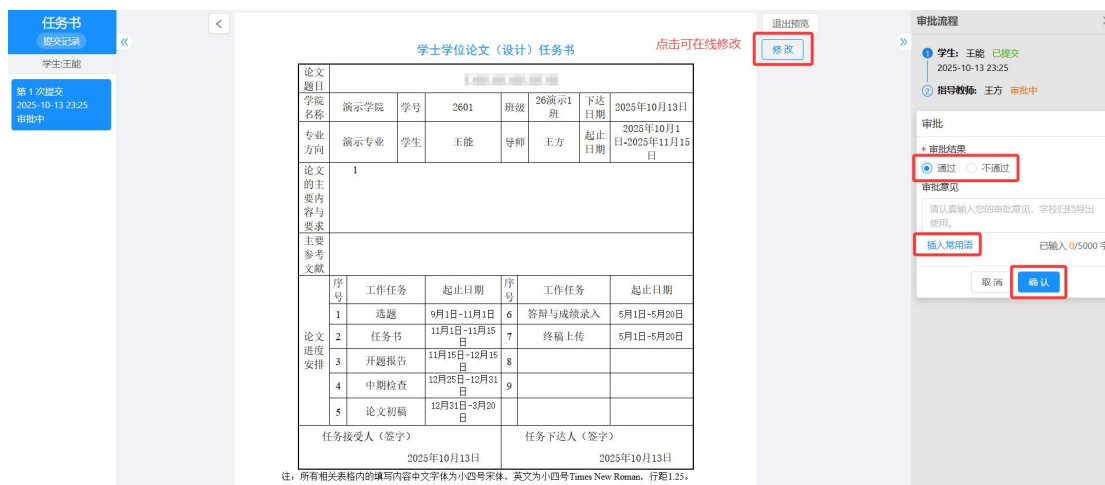 任务书
提交记录
学生:王能
第 1 次提交
2025-10-13 23:25
审批中
«
<
退出预览
点击可在线修改
修改
学士学位论文（设计）任务书
论文题目
学院名称 演示学院 学号 2601 班级 26演示1班 下达日期 2025年10月13日
专业方向 演示专业 学生 王能 导师 王方 起止日期 2025年10月1日-2025年11月15日
论文的主要内容与要求 1
主要参考文献
论文进度安排
序号 工作任务 起止日期 序号 工作任务 起止日期
1 选题 9月1日-11月1日 6 答辩与成绩录入 5月1日-5月20日
2 任务书 11月1日-11月15日 7 终稿上传 5月1日-5月20日
3 开题报告 11月15日-12月15日 8
4 中期检查 12月25日-12月31日 9
5 论文初稿 12月31日-3月20日
任务接受人（签字） 任务下达人（签字）
2025年10月13日 2025年10月13日
注：所有相关表格内的填写内容中文字体为小四号宋体，英文为小四号Times New Roman，行距1.25。
»
审批流程
1 学生: 王能 已提交
2025-10-13 23:25
2 指导教师: 王方 审批中
审批
* 审批结果
通过 不通过
审批意见
请认真输入您的审批意见，学校归档导出使用。
插入常用语 已输入 0/5000 字
取消 确认